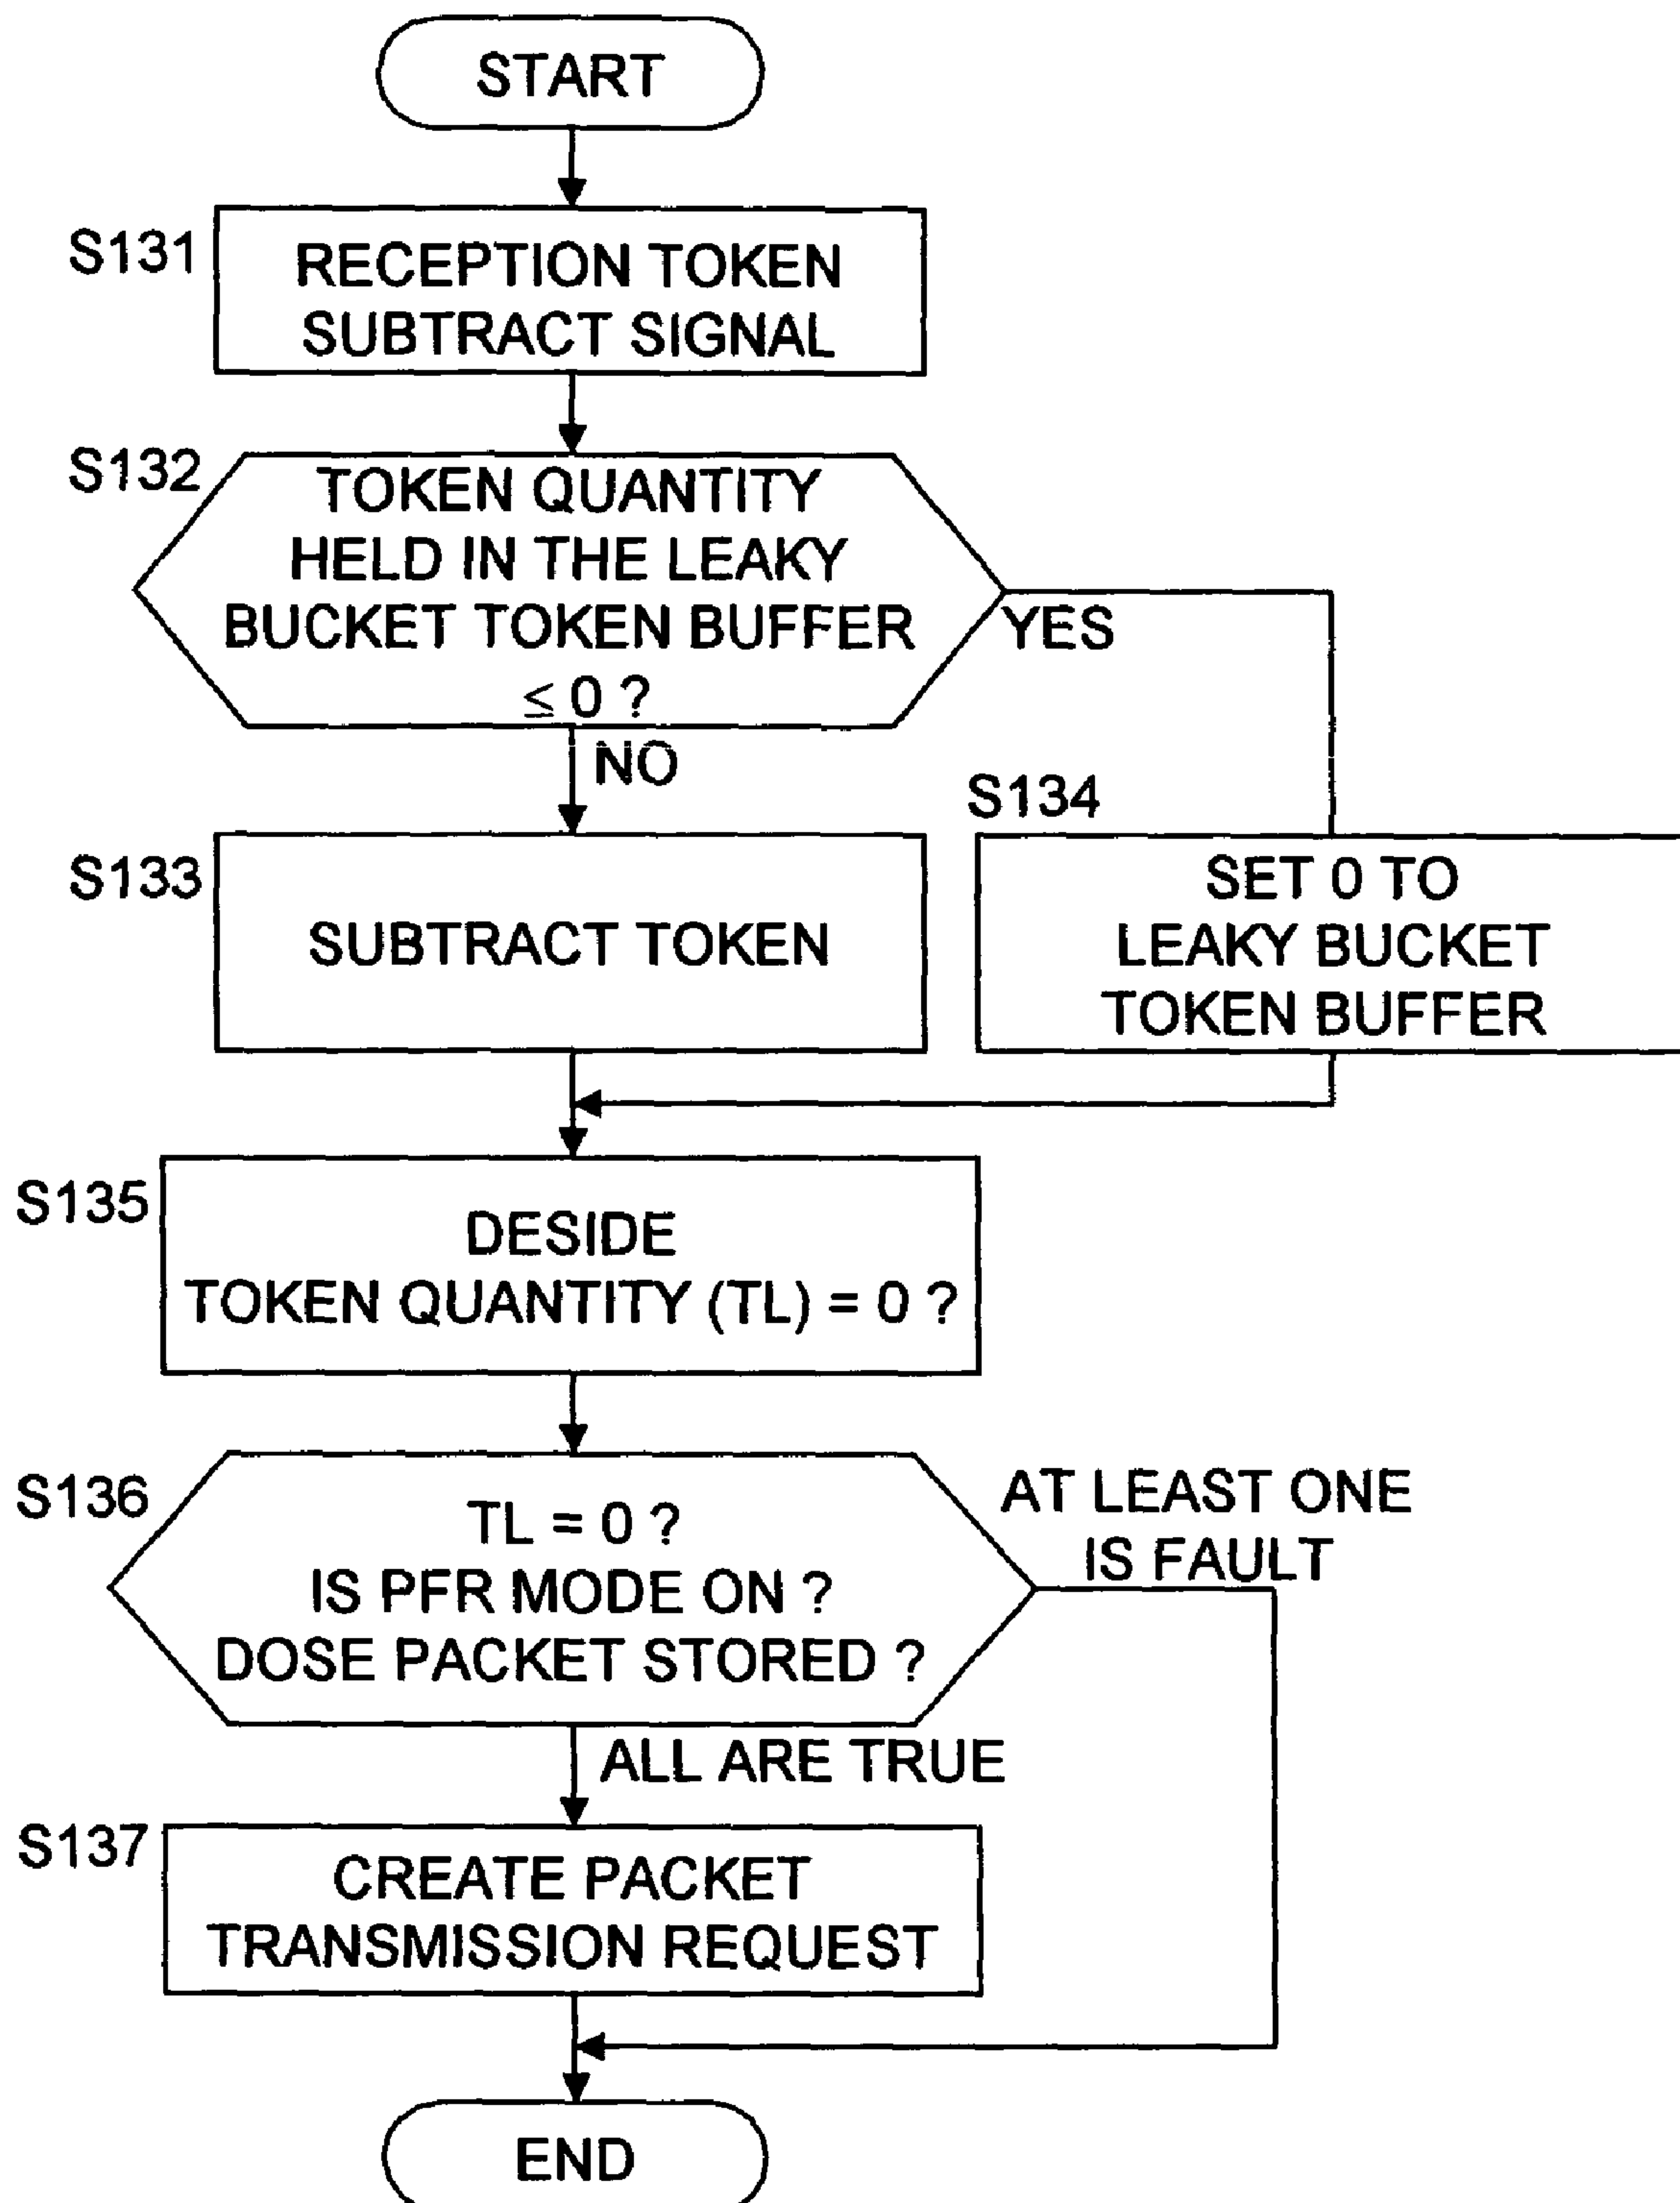 START
S131
RECEPTION TOKEN
SUBTRACT SIGNAL
S132
TOKEN QUANTITY
HELD IN THE LEAKY
BUCKET TOKEN BUFFER
≤ 0 ?
YES
NO
S133
SUBTRACT TOKEN
S134
SET 0 TO
LEAKY BUCKET
TOKEN BUFFER
S135
DESIDE
TOKEN QUANTITY (TL) = 0 ?
S136
TL = 0 ?
IS PFR MODE ON ?
DOSE PACKET STORED ?
AT LEAST ONE
IS FAULT
ALL ARE TRUE
S137
CREATE PACKET
TRANSMISSION REQUEST
END